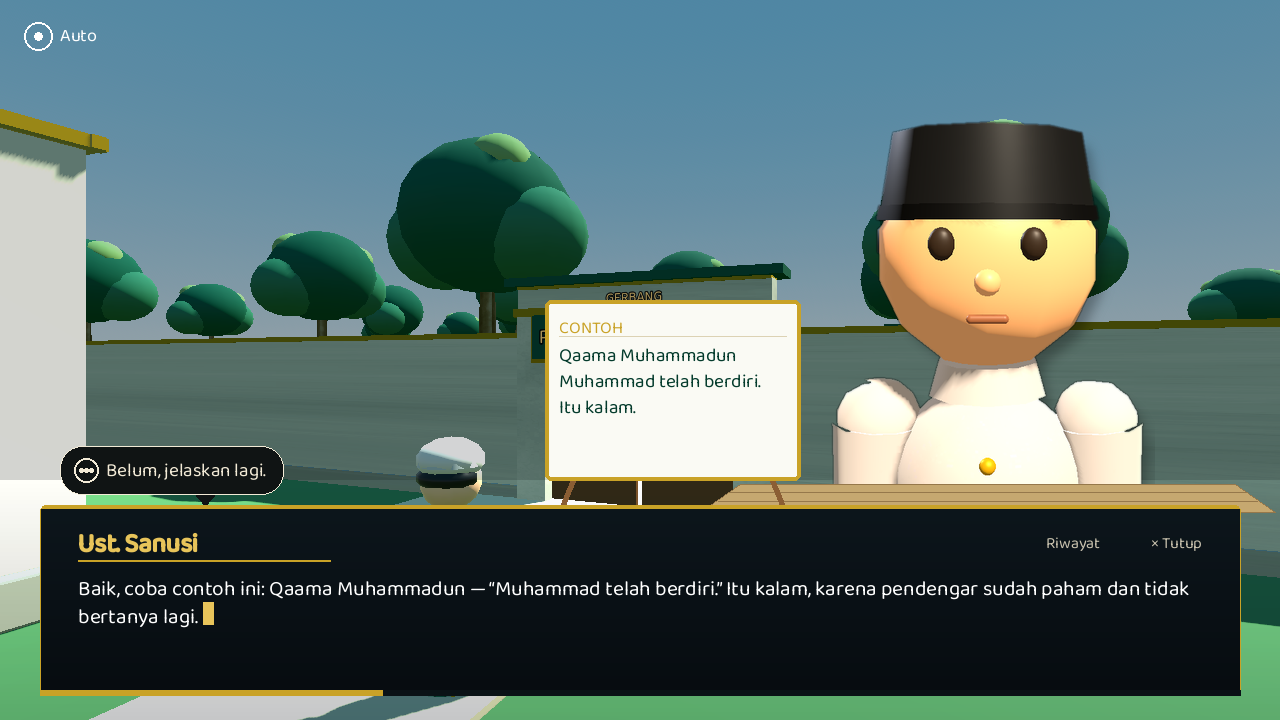 Auto
GERBANG
CONTOH
Qaama Muhammadun
Muhammad telah berdiri.
Itu kalam.
Belum, jelaskan lagi.
Ust. Sanusi
Riwayat
× Tutup
Baik, coba contoh ini: Qaama Muhammadun — “Muhammad telah berdiri.” Itu kalam, karena pendengar sudah paham dan tidak
bertanya lagi.